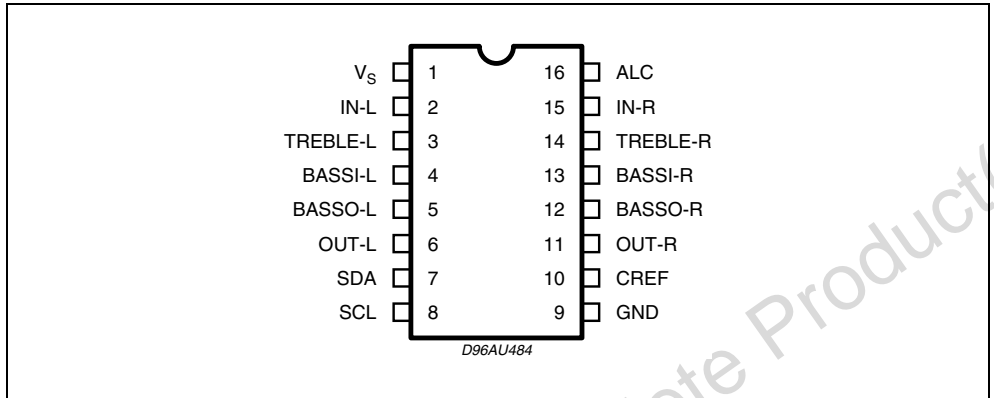 V_S 1 16 ALC
IN-L 2 15 IN-R
TREBLE-L 3 14 TREBLE-R
BASSI-L 4 13 BASSI-R
BASSO-L 5 12 BASSO-R
OUT-L 6 11 OUT-R
SDA 7 10 CREF
SCL 8 9 GND
D96AU484